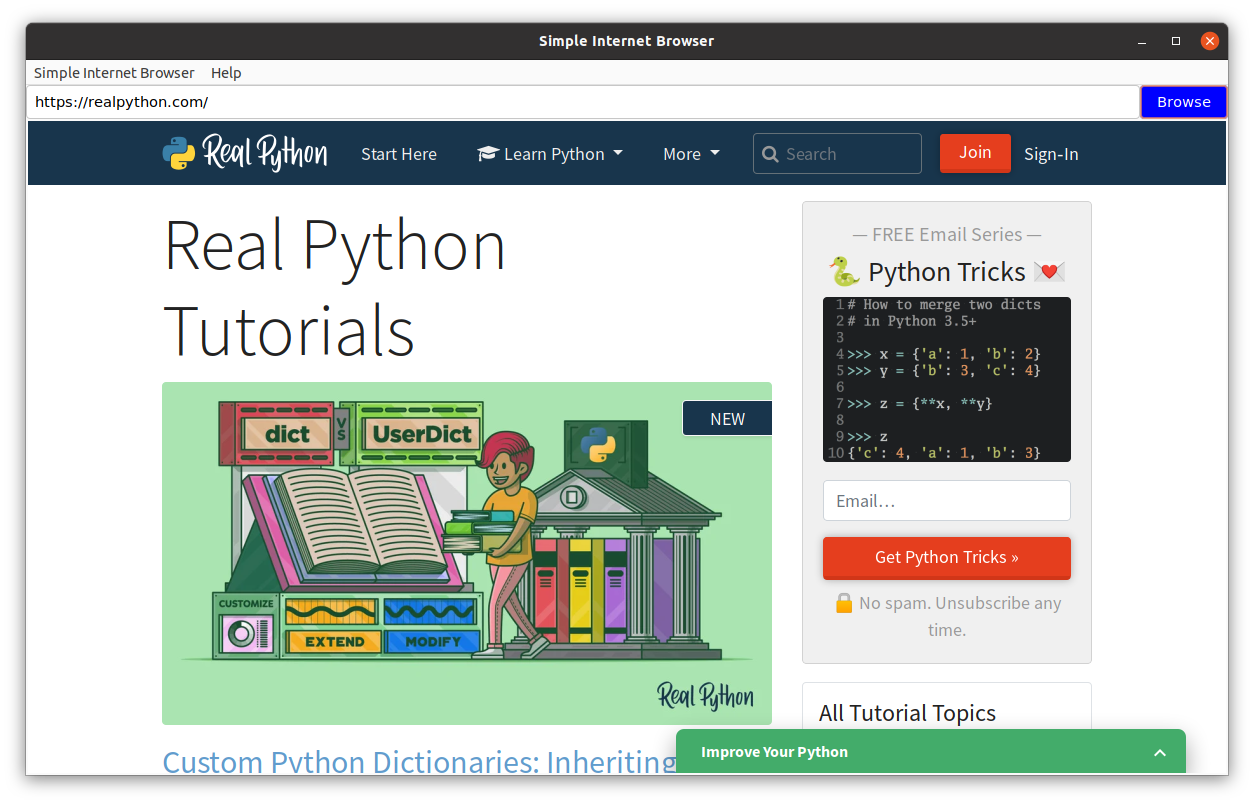 Simple Internet Browser
Simple Internet Browser Help
https://realpython.com/ Browse
Real Python Start Here Learn Python More Search Join Sign-In
Real Python
Tutorials
NEW
dict VS UserDict
CUSTOMIZE
EXTEND MODIFY
Real Python
Custom Python Dictionaries: Inheriting
— FREE Email Series —
🐍 Python Tricks 💌
1 # How to merge two dicts
2 # in Python 3.5+
3
4 >>> x = {'a': 1, 'b': 2}
5 >>> y = {'b': 3, 'c': 4}
6
7 >>> z = {**x, **y}
8
9 >>> z
10 {'c': 4, 'a': 1, 'b': 3}
Email…
Get Python Tricks »
🔒 No spam. Unsubscribe any
time.
All Tutorial Topics
Improve Your Python